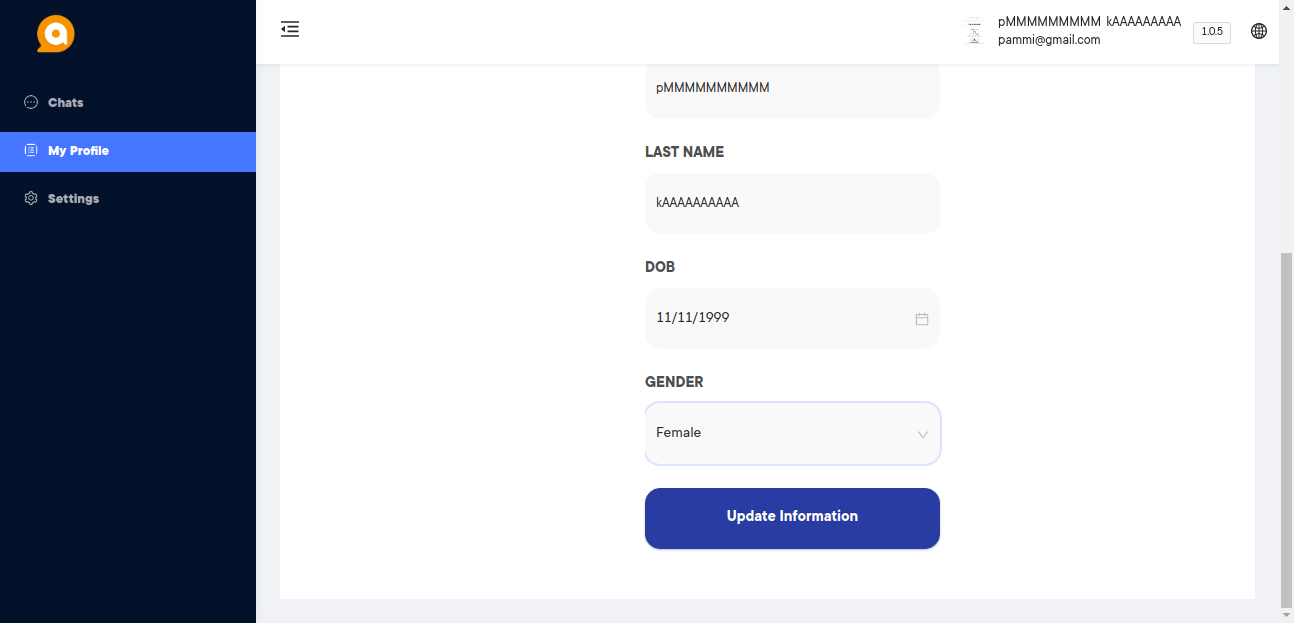 Chats
My Profile
Settings
pMMMMMMMMM kAAAAAAAAA
pammi@gmail.com
1.0.5
pMMMMMMMMMM
LAST NAME
kAAAAAAAAAA
DOB
11/11/1999
GENDER
Female
Update Information